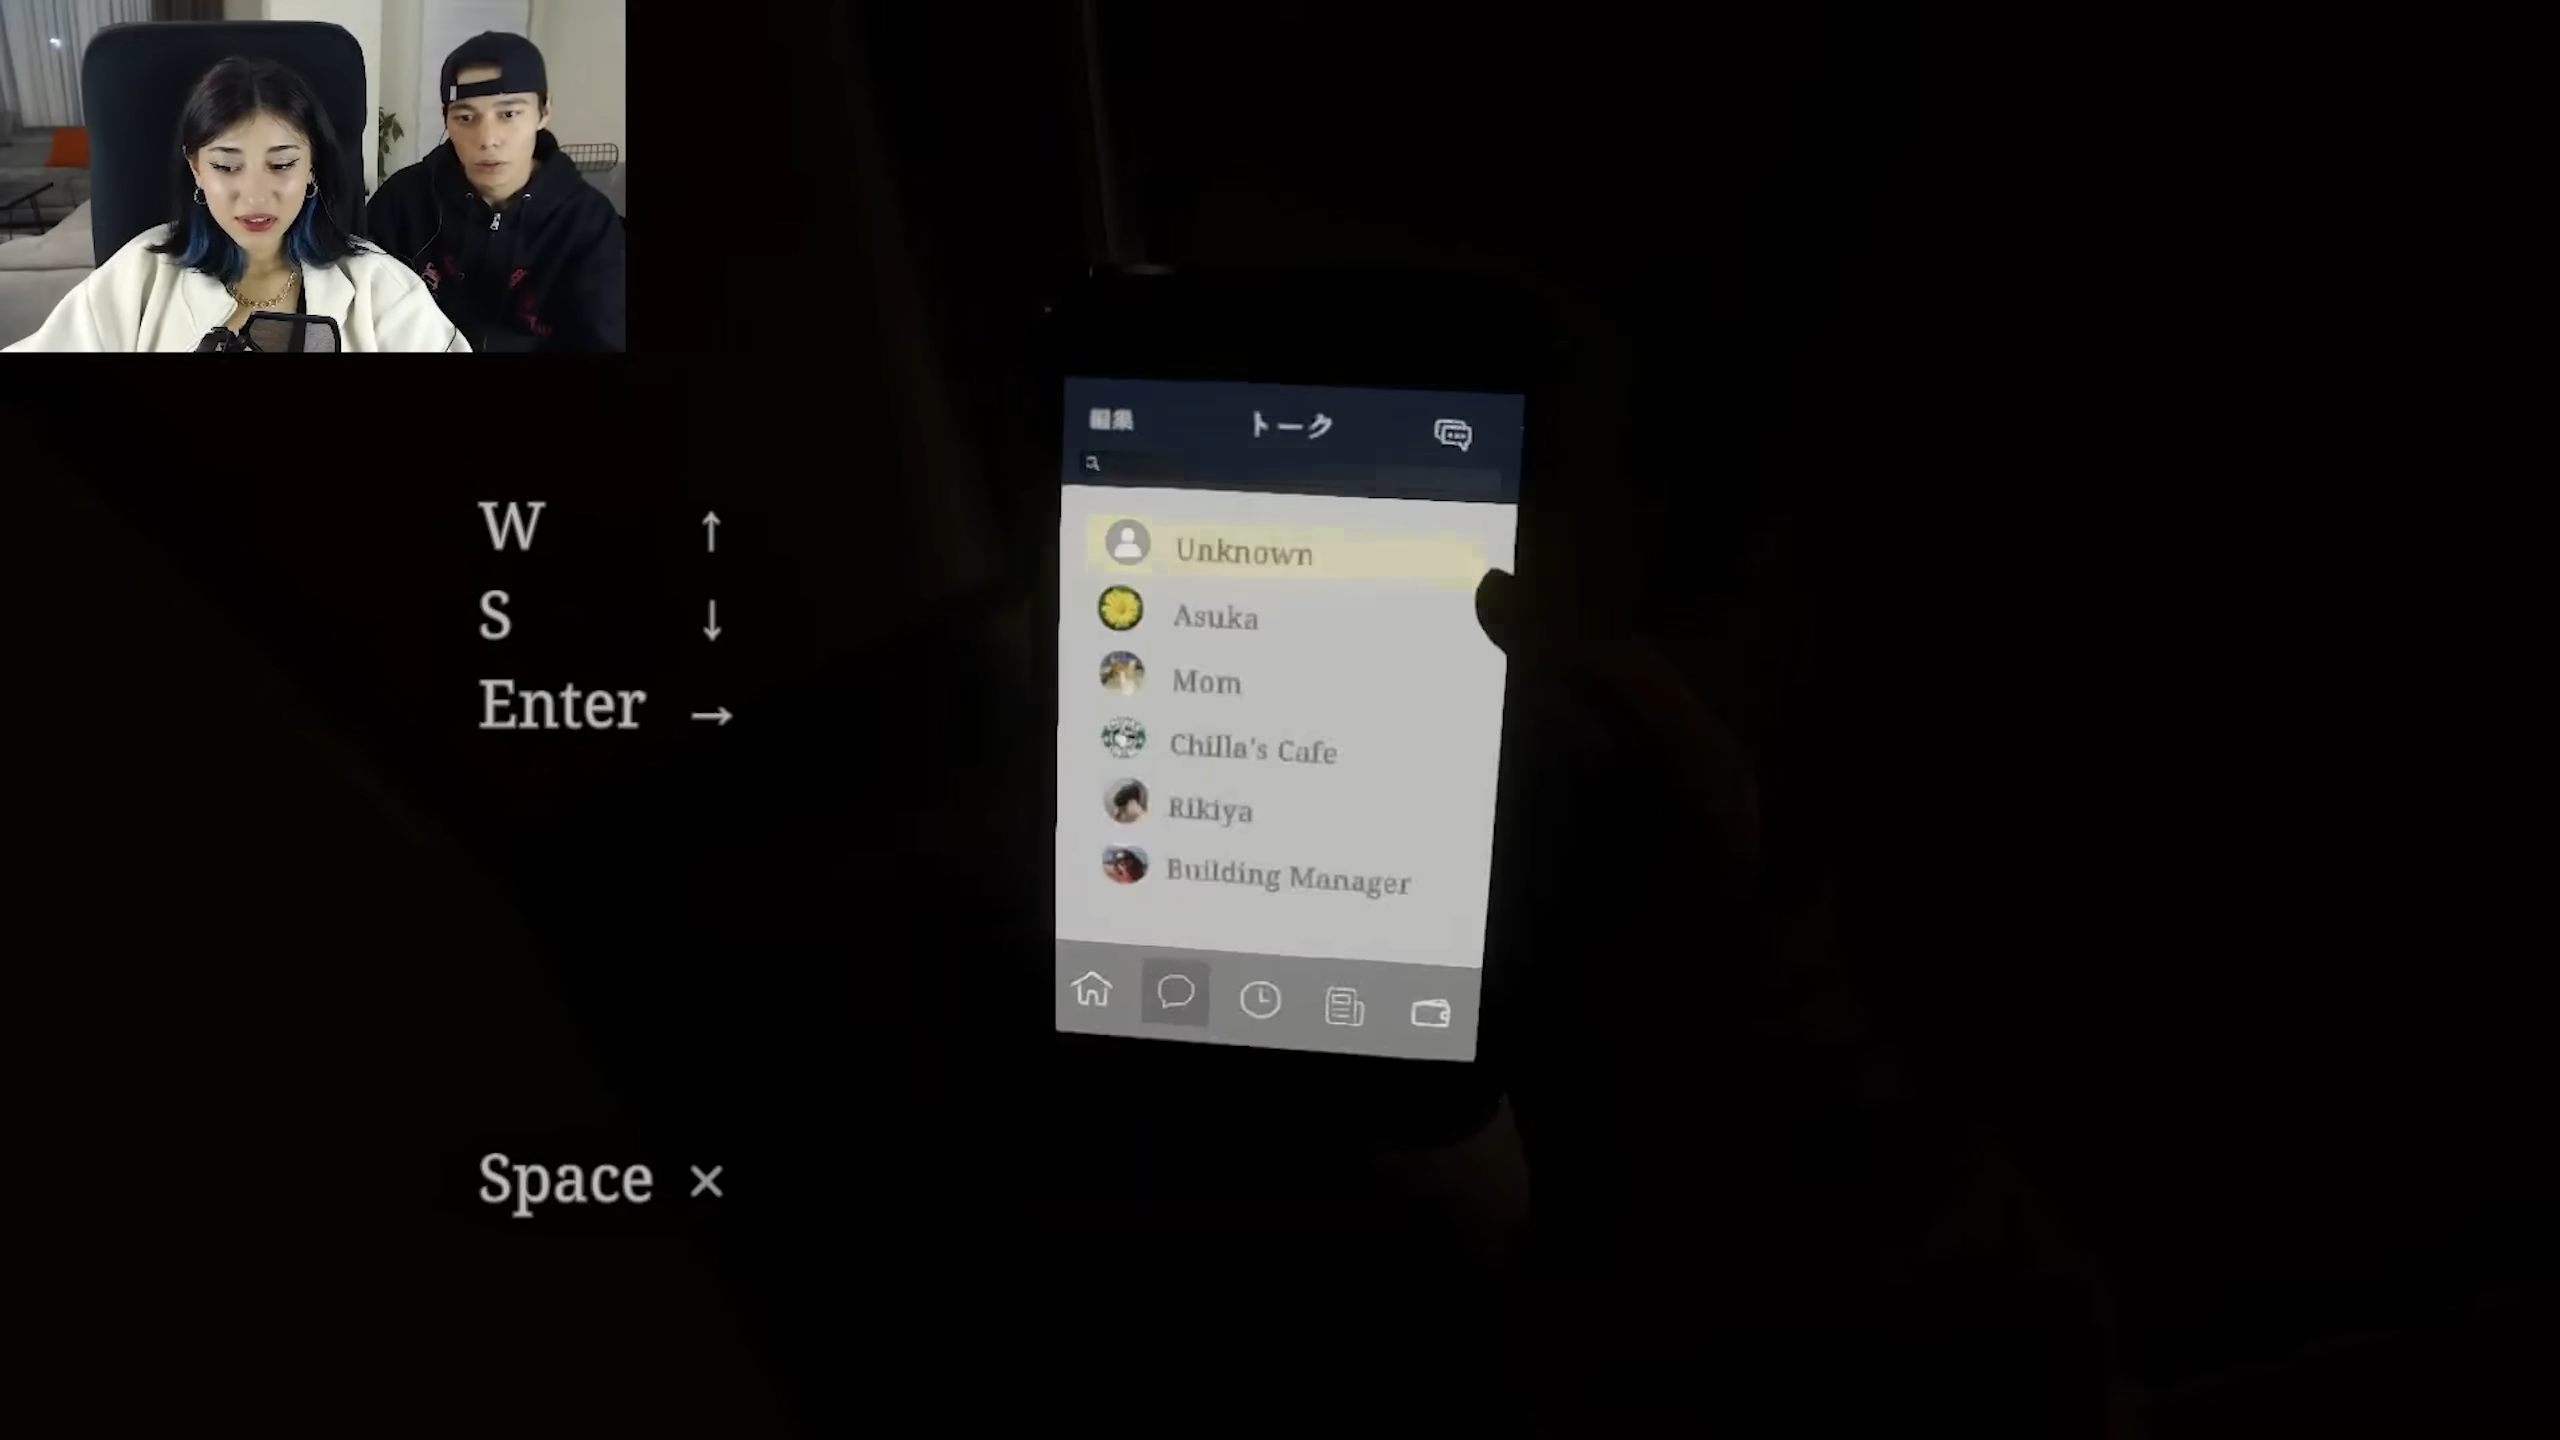 編集 トーク
Unknown
Asuka
Mom
Chilla's Cafe
Rikiya
Building Manager
W ↑
S ↓
Enter →
Space ×